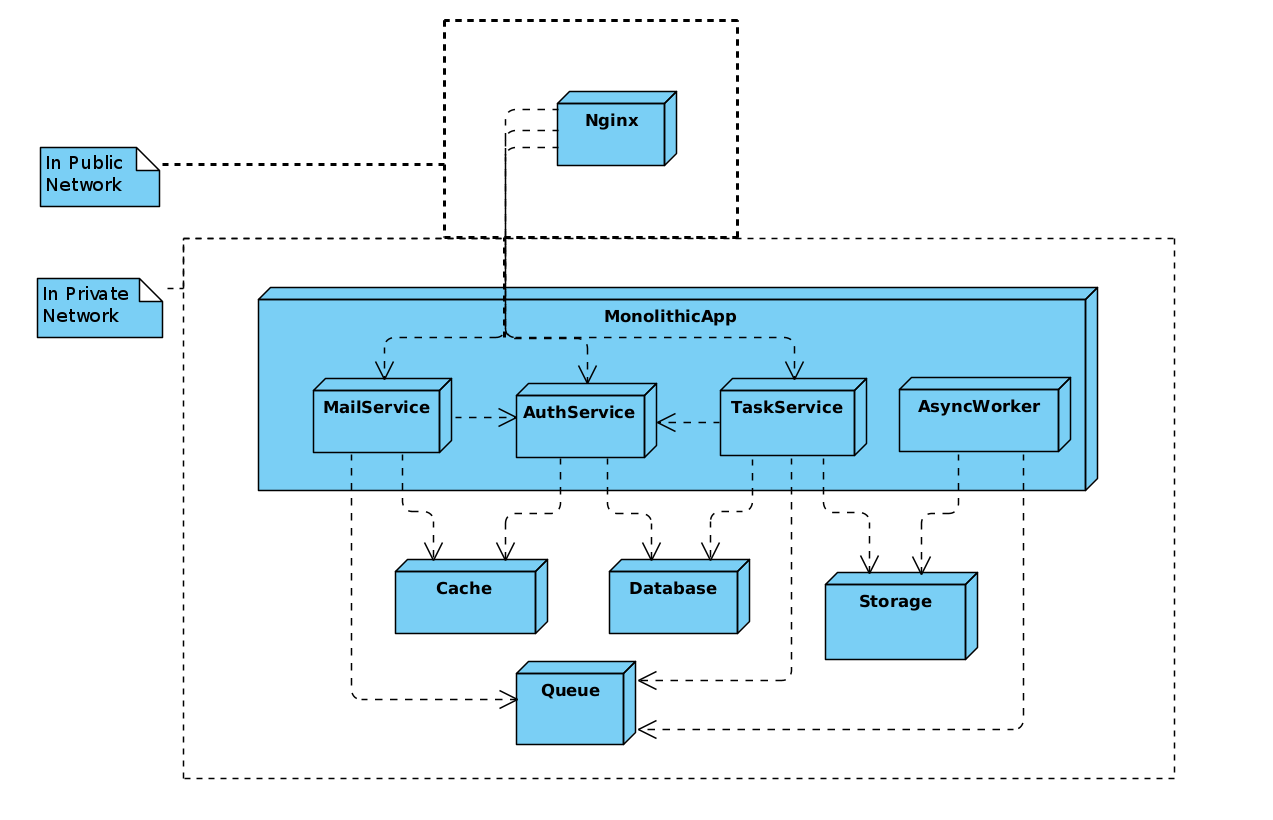 Nginx
In Public
Network
In Private
Network
MonolithicApp
MailService
AuthService
TaskService
AsyncWorker
Cache
Database
Storage
Queue